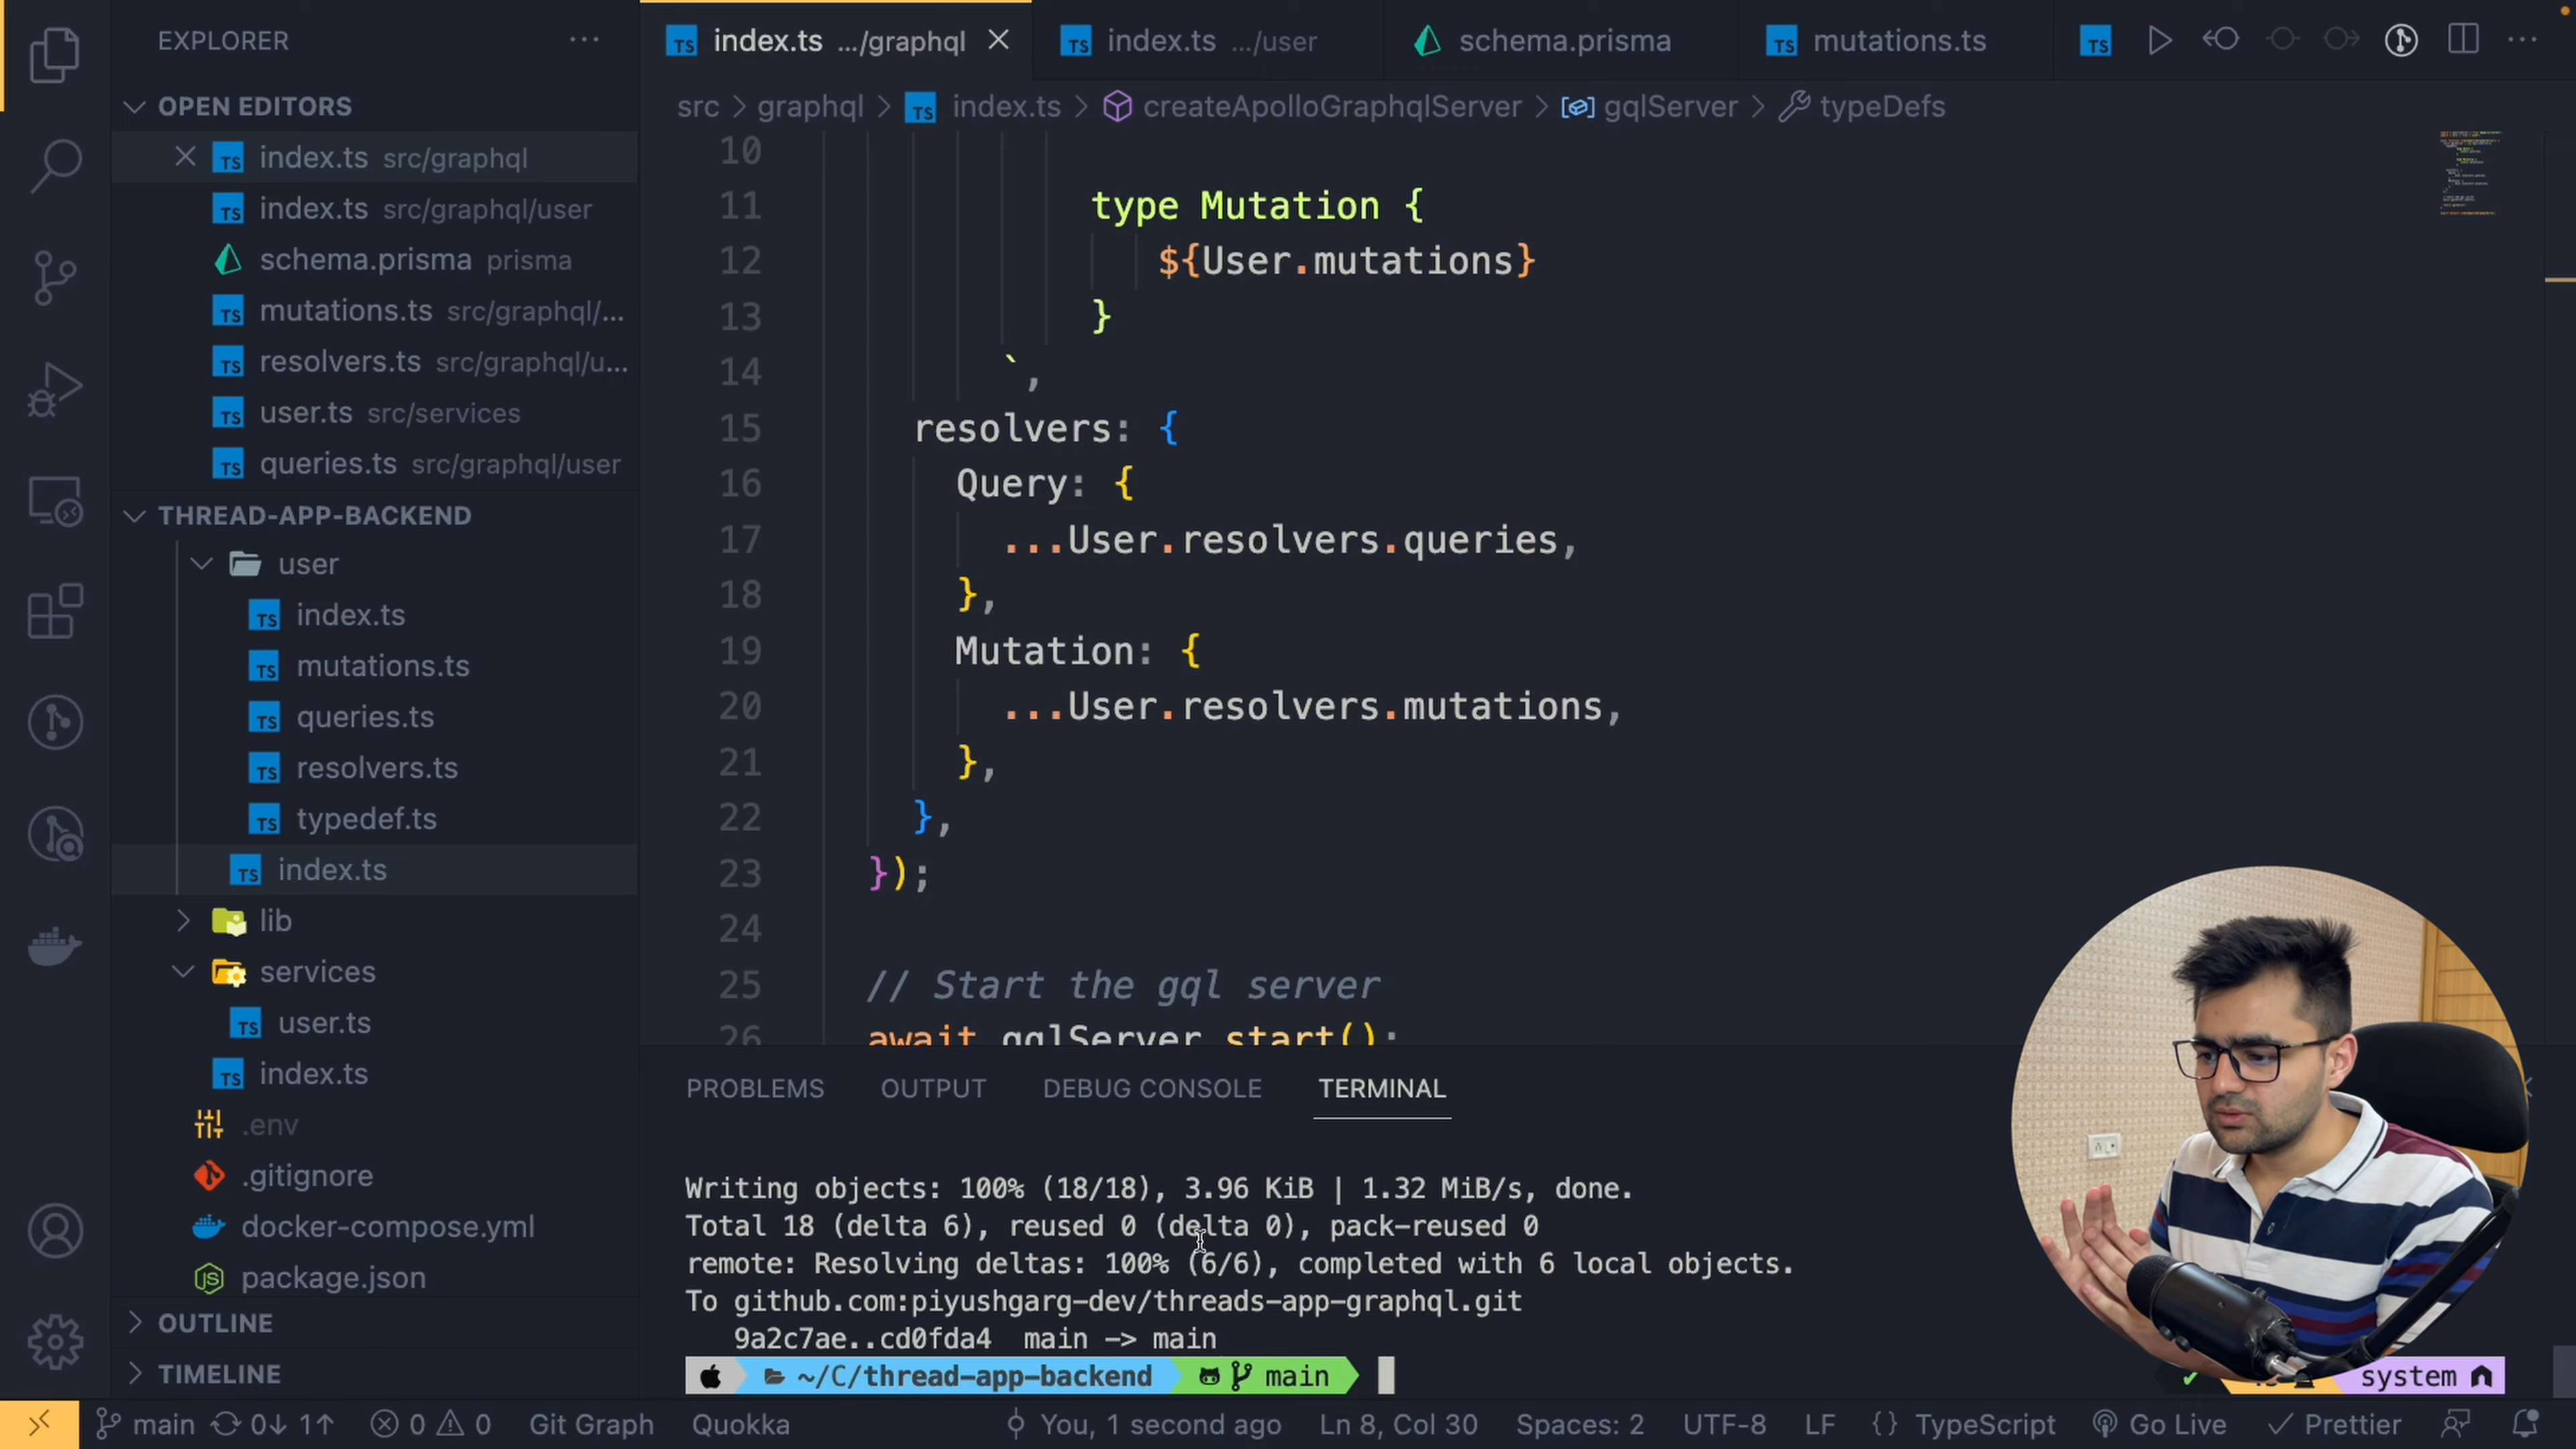 EXPLORER
OPEN EDITORS
index.ts src/graphql
index.ts src/graphql/user
schema.prisma prisma
mutations.ts src/graphql/...
resolvers.ts src/graphql/u...
user.ts src/services
queries.ts src/graphql/user
THREAD-APP-BACKEND
user
index.ts
mutations.ts
queries.ts
resolvers.ts
typedef.ts
index.ts
lib
services
user.ts
index.ts
.env
.gitignore
docker-compose.yml
package.json
OUTLINE
TIMELINE
index.ts .../graphql
index.ts .../user
schema.prisma
mutations.ts
src > graphql > index.ts > createApolloGraphqlServer > gqlServer > typeDefs
10
11 type Mutation {
12 ${User.mutations}
13 }
14 `,
15 resolvers: {
16 Query: {
17 ...User.resolvers.queries,
18 },
19 Mutation: {
20 ...User.resolvers.mutations,
21 },
22 },
23 });
24
25 // Start the gql server
26 await gqlServer.start();
PROBLEMS OUTPUT DEBUG CONSOLE TERMINAL
Writing objects: 100% (18/18), 3.96 KiB | 1.32 MiB/s, done.
Total 18 (delta 6), reused 0 (delta 0), pack-reused 0
remote: Resolving deltas: 100% (6/6), completed with 6 local objects.
To github.com:piyushgarg-dev/threads-app-graphql.git
9a2c7ae..cd0fda4 main -> main
~/C/thread-app-backend main
system
main 0↓ 1↑ 0 0 Git Graph Quokka You, 1 second ago Ln 8, Col 30 Spaces: 2 UTF-8 LF {} TypeScript Go Live Prettier